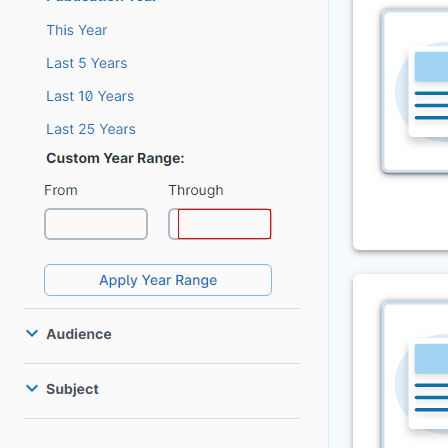 This Year
Last 5 Years
Last 10 Years
Last 25 Years
Custom Year Range:
From
Through
Apply Year Range
Audience
Subject